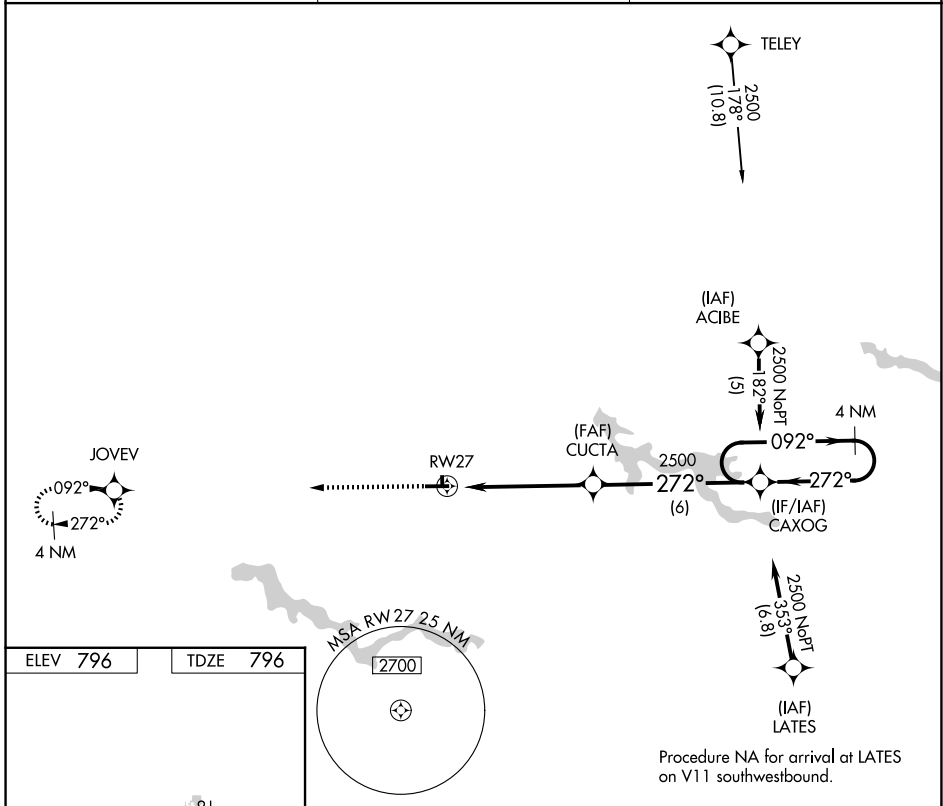 TELEY
2500
178°
(10.8)
(IAF)
ACIBE
2500 NoPT
182°
(5)
4 NM
092°
272°
(FAF)
CUCTA
2500
272°
(6)
(IF/IAF)
CAXOG
RW27
JOVEV
092°
272°
4 NM
2500 NoPT
353°
(6.8)
(IAF)
LATES
Procedure NA for arrival at LATES
on V11 southwestbound.
MSA RW27 25 NM
2700
ELEV 796
TDZE 796